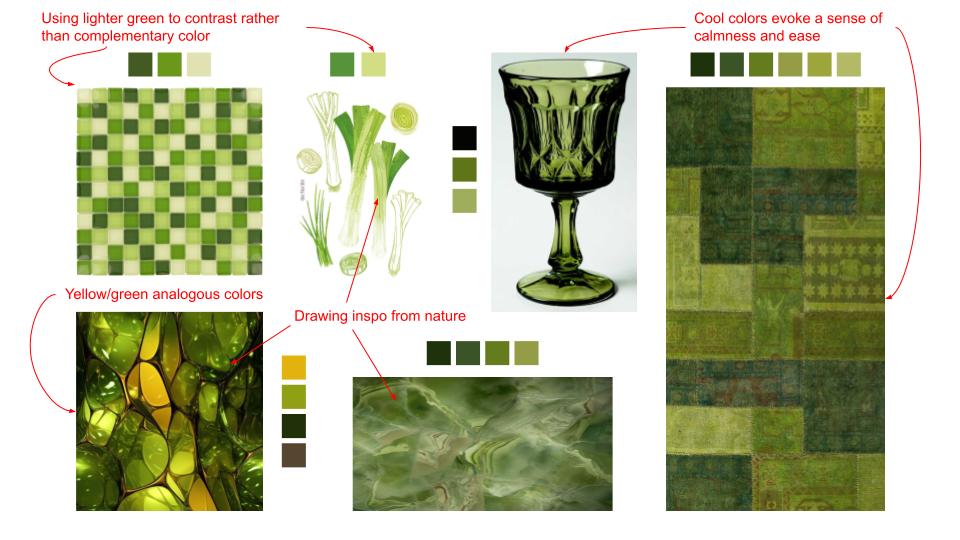 Using lighter green to contrast rather
than complementary color
Cool colors evoke a sense of
calmness and ease
Yellow/green analogous colors
Drawing inspo from nature